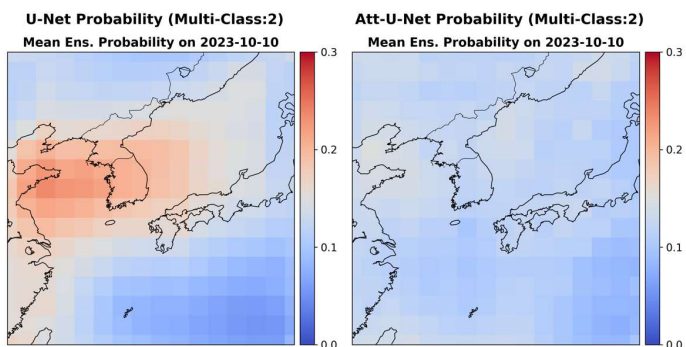 U-Net Probability (Multi-Class:2)
Mean Ens. Probability on 2023-10-10
0.3
0.2
0.1
0.0
Att-U-Net Probability (Multi-Class:2)
Mean Ens. Probability on 2023-10-10
0.3
0.2
0.1
0.0